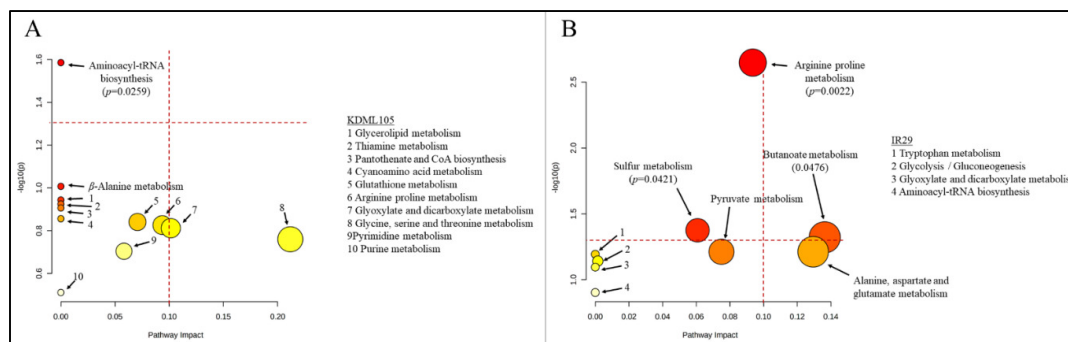 A
1.6
1.4
1.2
1.0
0.8
0.6
-log10(p)
0.00
0.05
0.10
0.15
0.20
Pathway Impact
Aminoacyl-tRNA
biosynthesis
(p=0.0259)
β-Alanine metabolism
1
2
3
4
5
6
7
8
9
10
KDML105
1 Glycerolipid metabolism
2 Thiamine metabolism
3 Pantothenate and CoA biosynthesis
4 Cyanoamino acid metabolism
5 Glutathione metabolism
6 Arginine proline metabolism
7 Glyoxylate and dicarboxylate metabolism
8 Glycine, serine and threonine metabolism
9Pyrimidine metabolism
10 Purine metabolism
B
2.5
2.0
1.5
1.0
-log10(p)
0.00
0.02
0.04
0.06
0.08
0.10
0.12
0.14
Pathway Impact
Arginine proline
metabolism
(p=0.0022)
Sulfur metabolism
(p=0.0421)
Butanoate metabolism
(0.0476)
Pyruvate metabolism
Alanine, aspartate and
glutamate metabolism
1
2
3
4
IR29
1 Tryptophan metabolism
2 Glycolysis / Gluconeogenesis
3 Glyoxylate and dicarboxylate metabolis
4 Aminoacyl-tRNA biosynthesis